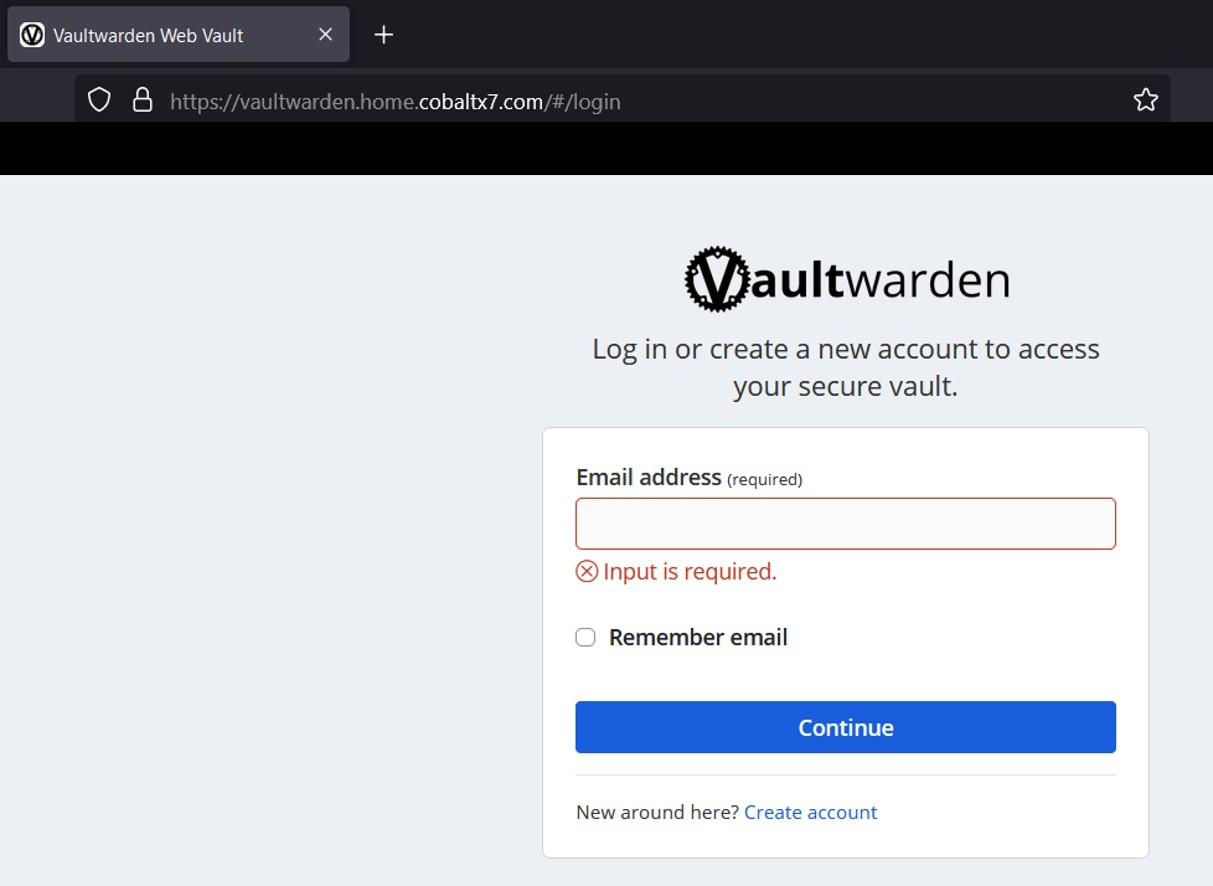 Vaultwarden Web Vault
https://vaultwarden.home.cobaltx7.com/#/login
Vaultwarden
Log in or create a new account to access
your secure vault.
Email address (required)
Input is required.
Remember email
Continue
New around here? Create account